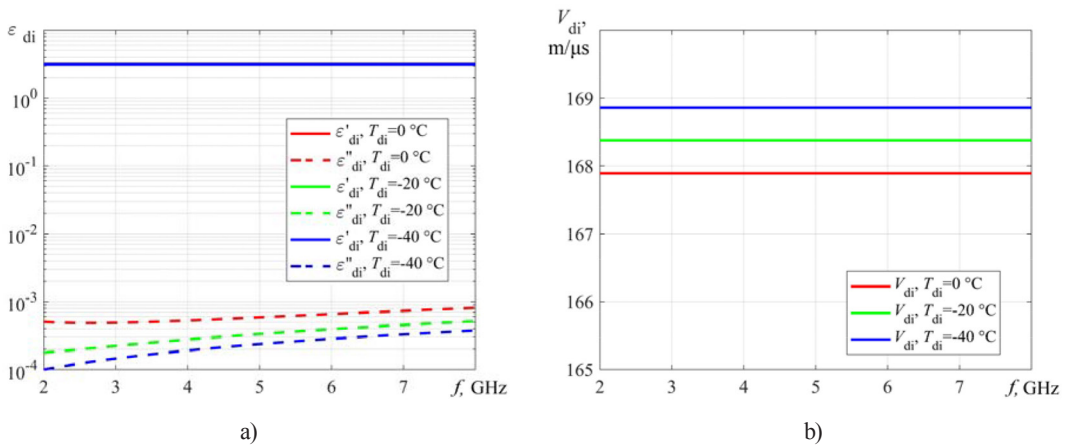 ε di
10⁰
10⁻¹
10⁻²
10⁻³
10⁻⁴
ε'di, Tdi=0 °C
ε"di, Tdi=0 °C
ε'di, Tdi=-20 °C
ε"di, Tdi=-20 °C
ε'di, Tdi=-40 °C
ε"di, Tdi=-40 °C
2 3 4 5 6 7 f, GHz
a)
Vdi,
m/μs
169
168
167
166
165
Vdi, Tdi=0 °C
Vdi, Tdi=-20 °C
Vdi, Tdi=-40 °C
2 3 4 5 6 7 f, GHz
b)